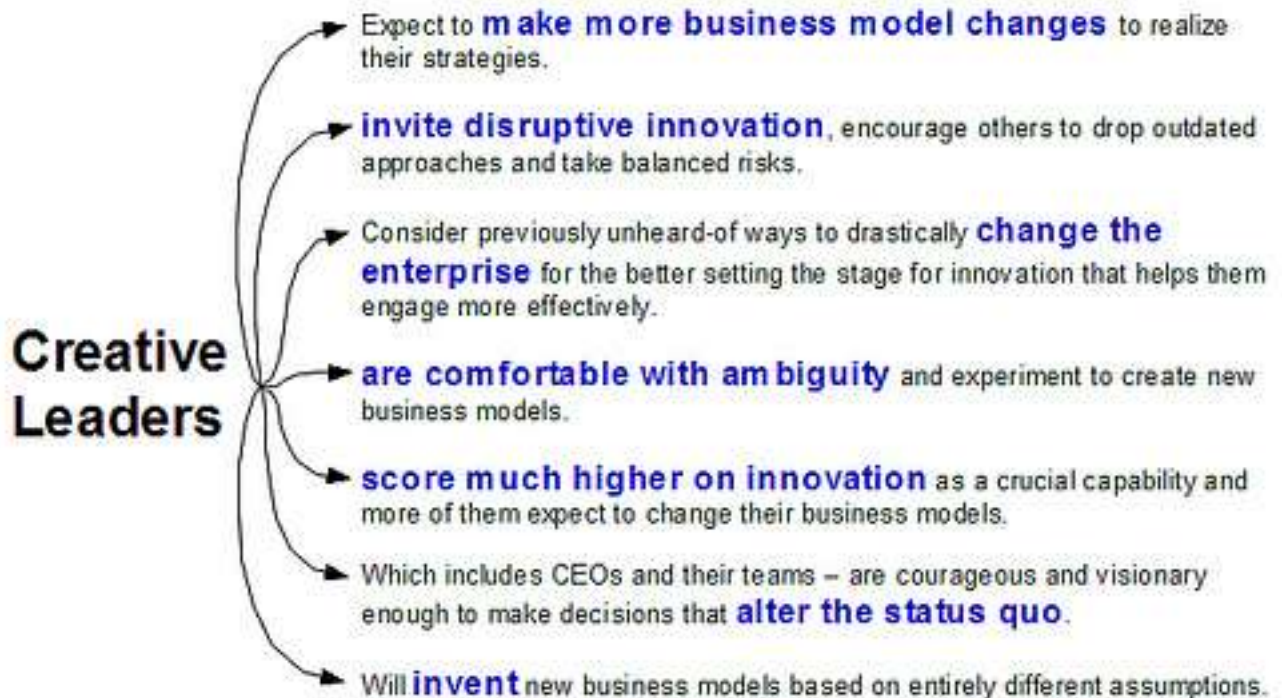 Creative
Leaders
Expect to make more business model changes to realize
their strategies.
invite disruptive innovation, encourage others to drop outdated
approaches and take balanced risks.
Consider previously unheard-of ways to drastically change the
enterprise for the better setting the stage for innovation that helps them
engage more effectively.
are comfortable with ambiguity and experiment to create new
business models.
score much higher on innovation as a crucial capability and
more of them expect to change their business models.
Which includes CEOs and their teams – are courageous and visionary
enough to make decisions that alter the status quo.
Will invent new business models based on entirely different assumptions.